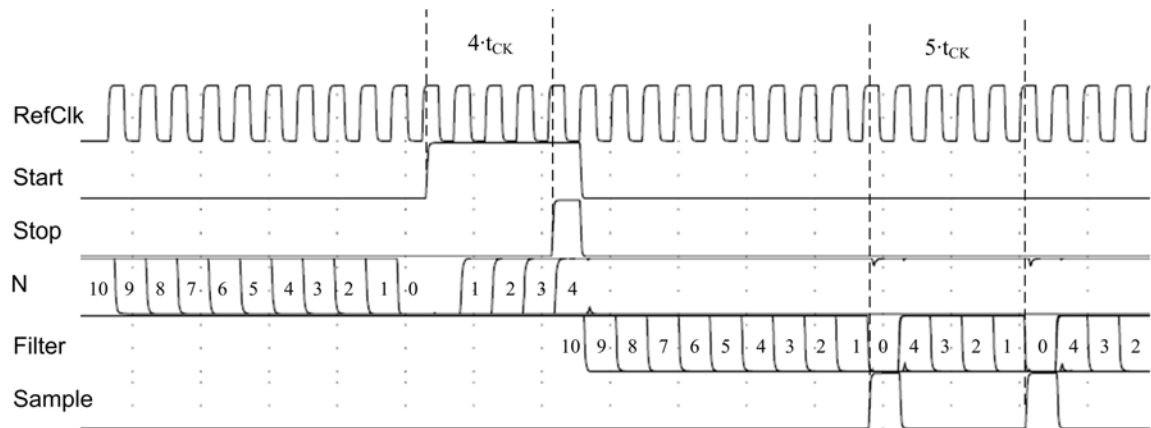 4·tCK 5·tCK
RefClk
Start
Stop
N 10 9 8 7 6 5 4 3 2 1 0 1 2 3 4
Filter 10 9 8 7 6 5 4 3 2 1 0 4 3 2 1 0 4 3 2
Sample